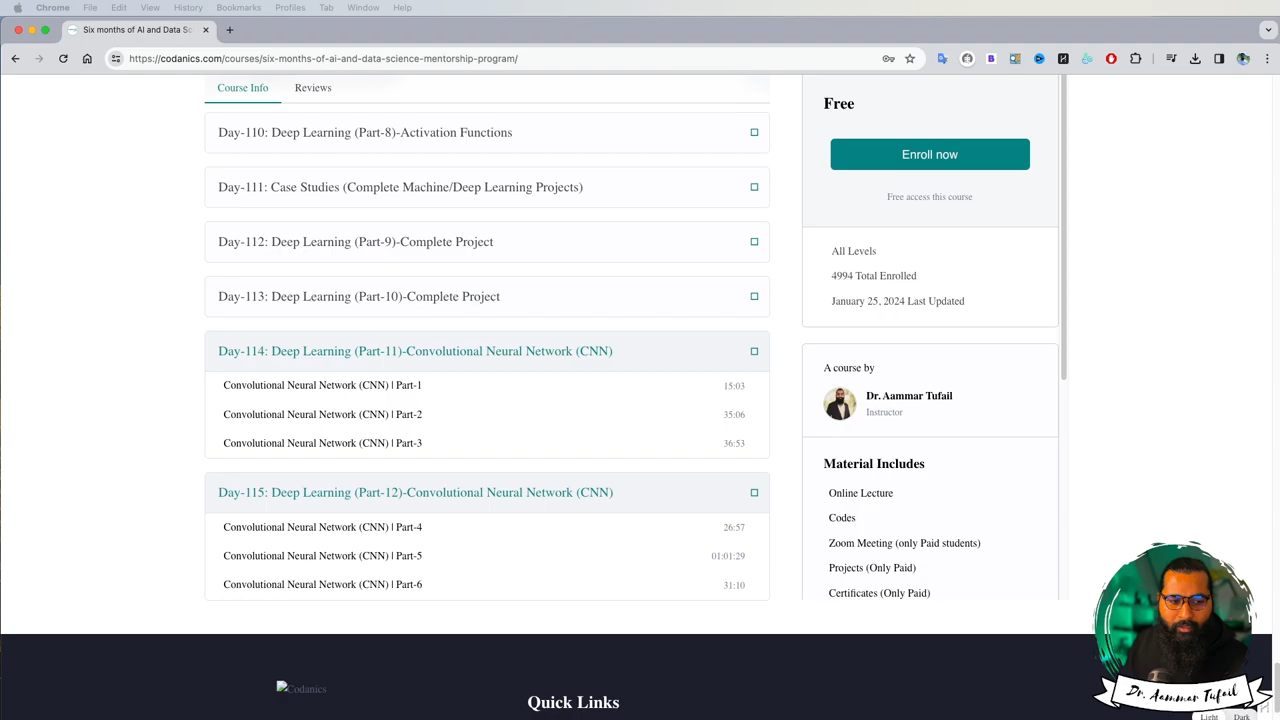 Chrome File Edit View History Bookmarks Profiles Tab Window Help
Six months of AI and Data Sc
https://codanics.com/courses/six-months-of-ai-and-data-science-mentorship-program/
Course Info Reviews
Day-110: Deep Learning (Part-8)-Activation Functions
Day-111: Case Studies (Complete Machine/Deep Learning Projects)
Day-112: Deep Learning (Part-9)-Complete Project
Day-113: Deep Learning (Part-10)-Complete Project
Day-114: Deep Learning (Part-11)-Convolutional Neural Network (CNN)
Convolutional Neural Network (CNN) | Part-1 15:03
Convolutional Neural Network (CNN) | Part-2 35:06
Convolutional Neural Network (CNN) | Part-3 36:53
Day-115: Deep Learning (Part-12)-Convolutional Neural Network (CNN)
Convolutional Neural Network (CNN) | Part-4 26:57
Convolutional Neural Network (CNN) | Part-5 01:01:29
Convolutional Neural Network (CNN) | Part-6 31:10
Free
Enroll now
Free access this course
All Levels
4994 Total Enrolled
January 25, 2024 Last Updated
A course by
Dr. Aammar Tufail
Instructor
Material Includes
Online Lecture
Codes
Zoom Meeting (only Paid students)
Projects (Only Paid)
Certificates (Only Paid)
Codanics
Quick Links
Dr. Aammar Tufail
Light Dark